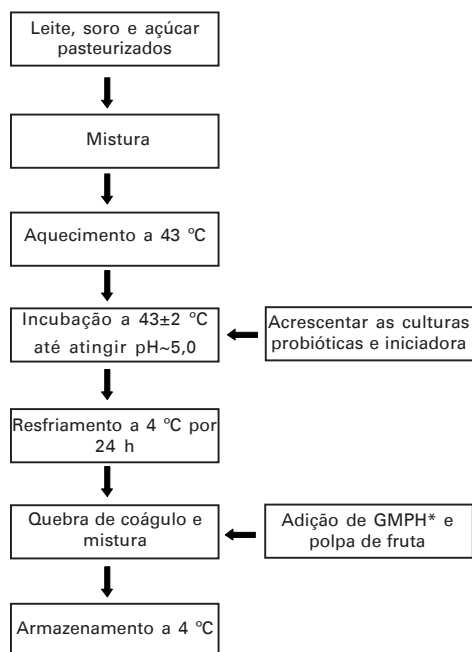 Leite, soro e açúcar
pasteurizados
Mistura
Aquecimento a 43 ºC
Incubação a 43±2 ºC
até atingir pH~5,0
Acrescentar as culturas
probióticas e iniciadora
Resfriamento a 4 ºC por
24 h
Quebra de coágulo e
mistura
Adição de GMPH* e
polpa de fruta
Armazenamento a 4 ºC